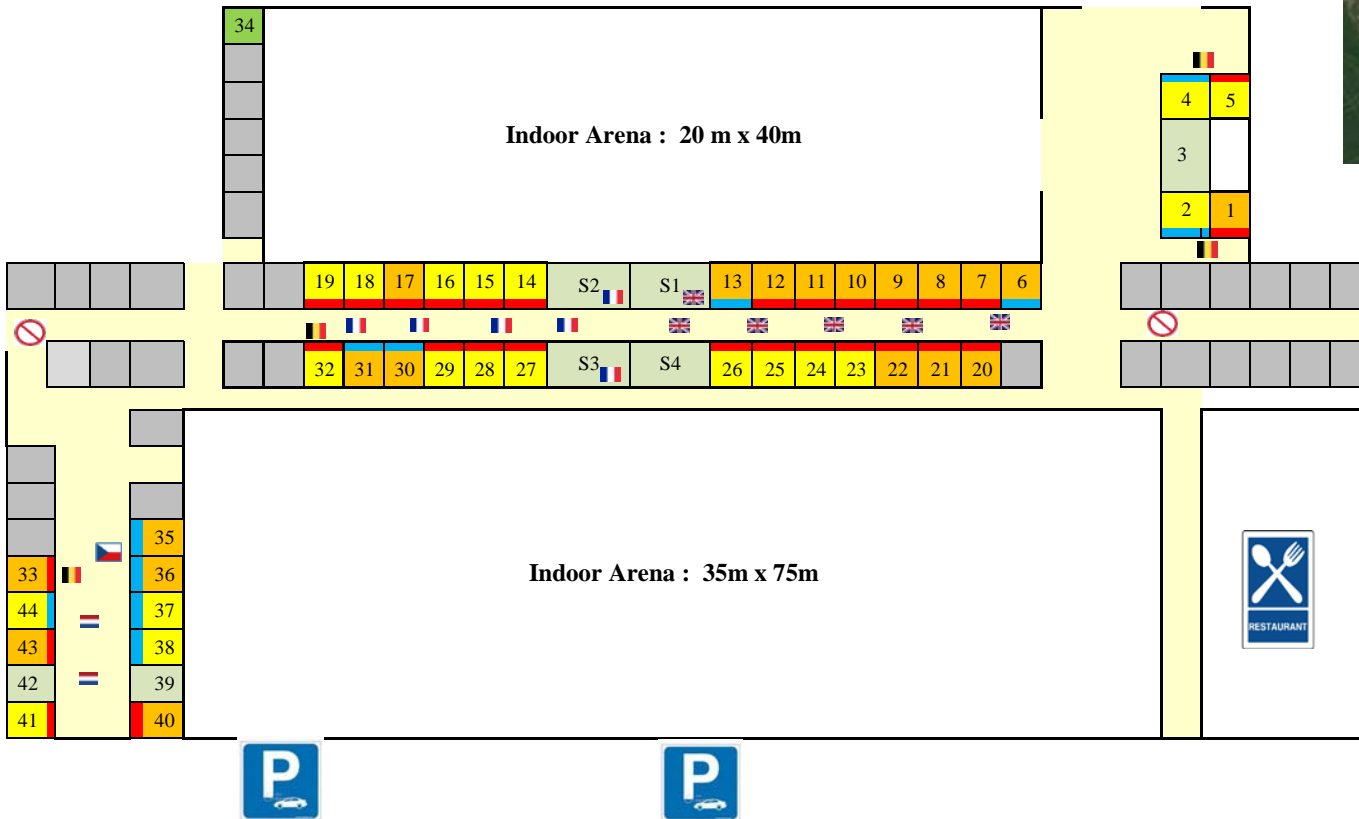 34
Indoor Arena : 20 m x 40m
4 5
3
2 1
19 18 17 16 15 14 S2 S1 13 12 11 10 9 8 7 6
32 31 30 29 28 27 S3 S4 26 25 24 23 22 21 20
35
33 36
44 37
43 38
42 39
41 40
Indoor Arena : 35m x 75m
RESTAURANT
P P